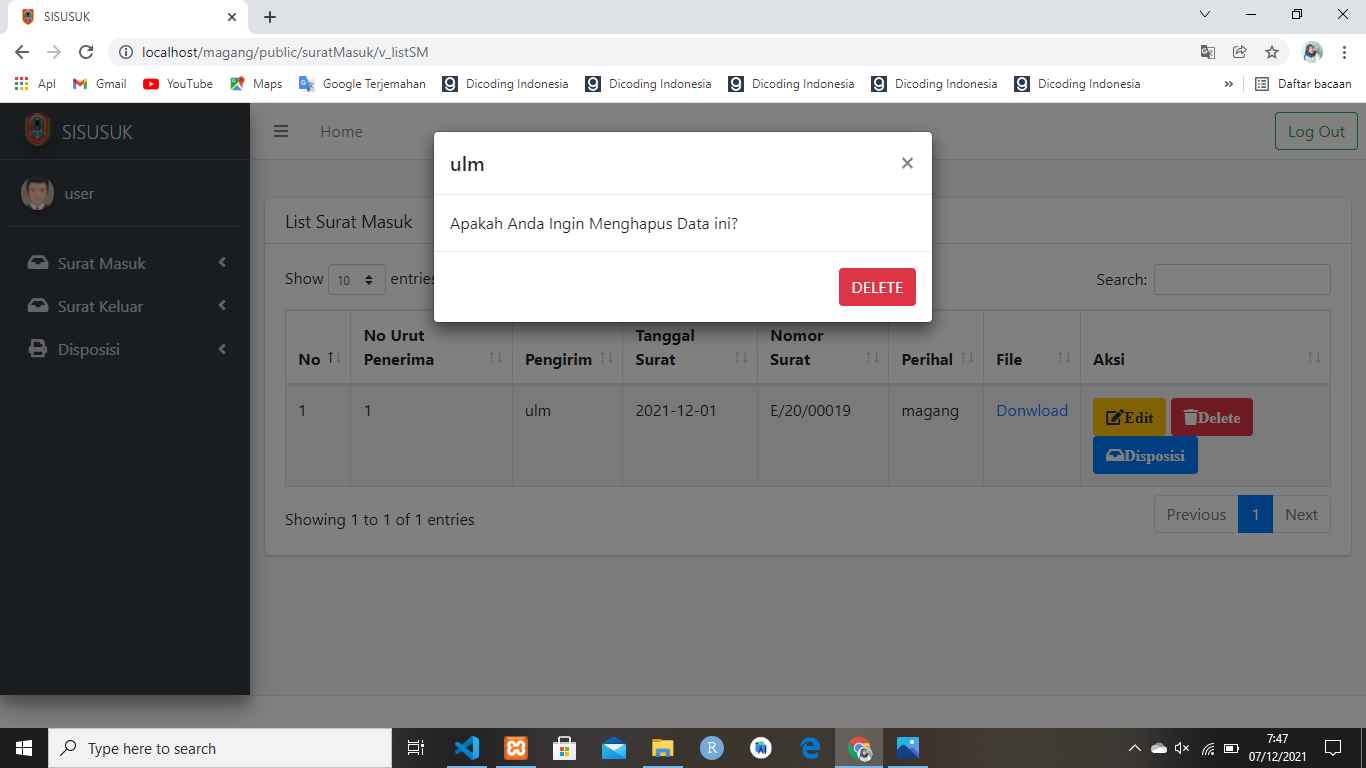 SISUSUK
localhost/magang/public/suratMasuk/v_listSM
Apl Gmail YouTube Maps Google Terjemahan Dicoding Indonesia Dicoding Indonesia Dicoding Indonesia Dicoding Indonesia Dicoding Indonesia » Daftar bacaan
SISUSUK
Home
Log Out
user
Surat Masuk
Surat Keluar
Disposisi
ulm
×
Apakah Anda Ingin Menghapus Data ini?
DELETE
List Surat Masuk
Show 10 entries
Search:
No No Urut Penerima Pengirim Tanggal Surat Nomor Surat Perihal File Aksi
1 1 ulm 2021-12-01 E/20/00019 magang Donwload Edit Delete
Disposisi
Showing 1 to 1 of 1 entries
Previous 1 Next
Type here to search
7:47
07/12/2021